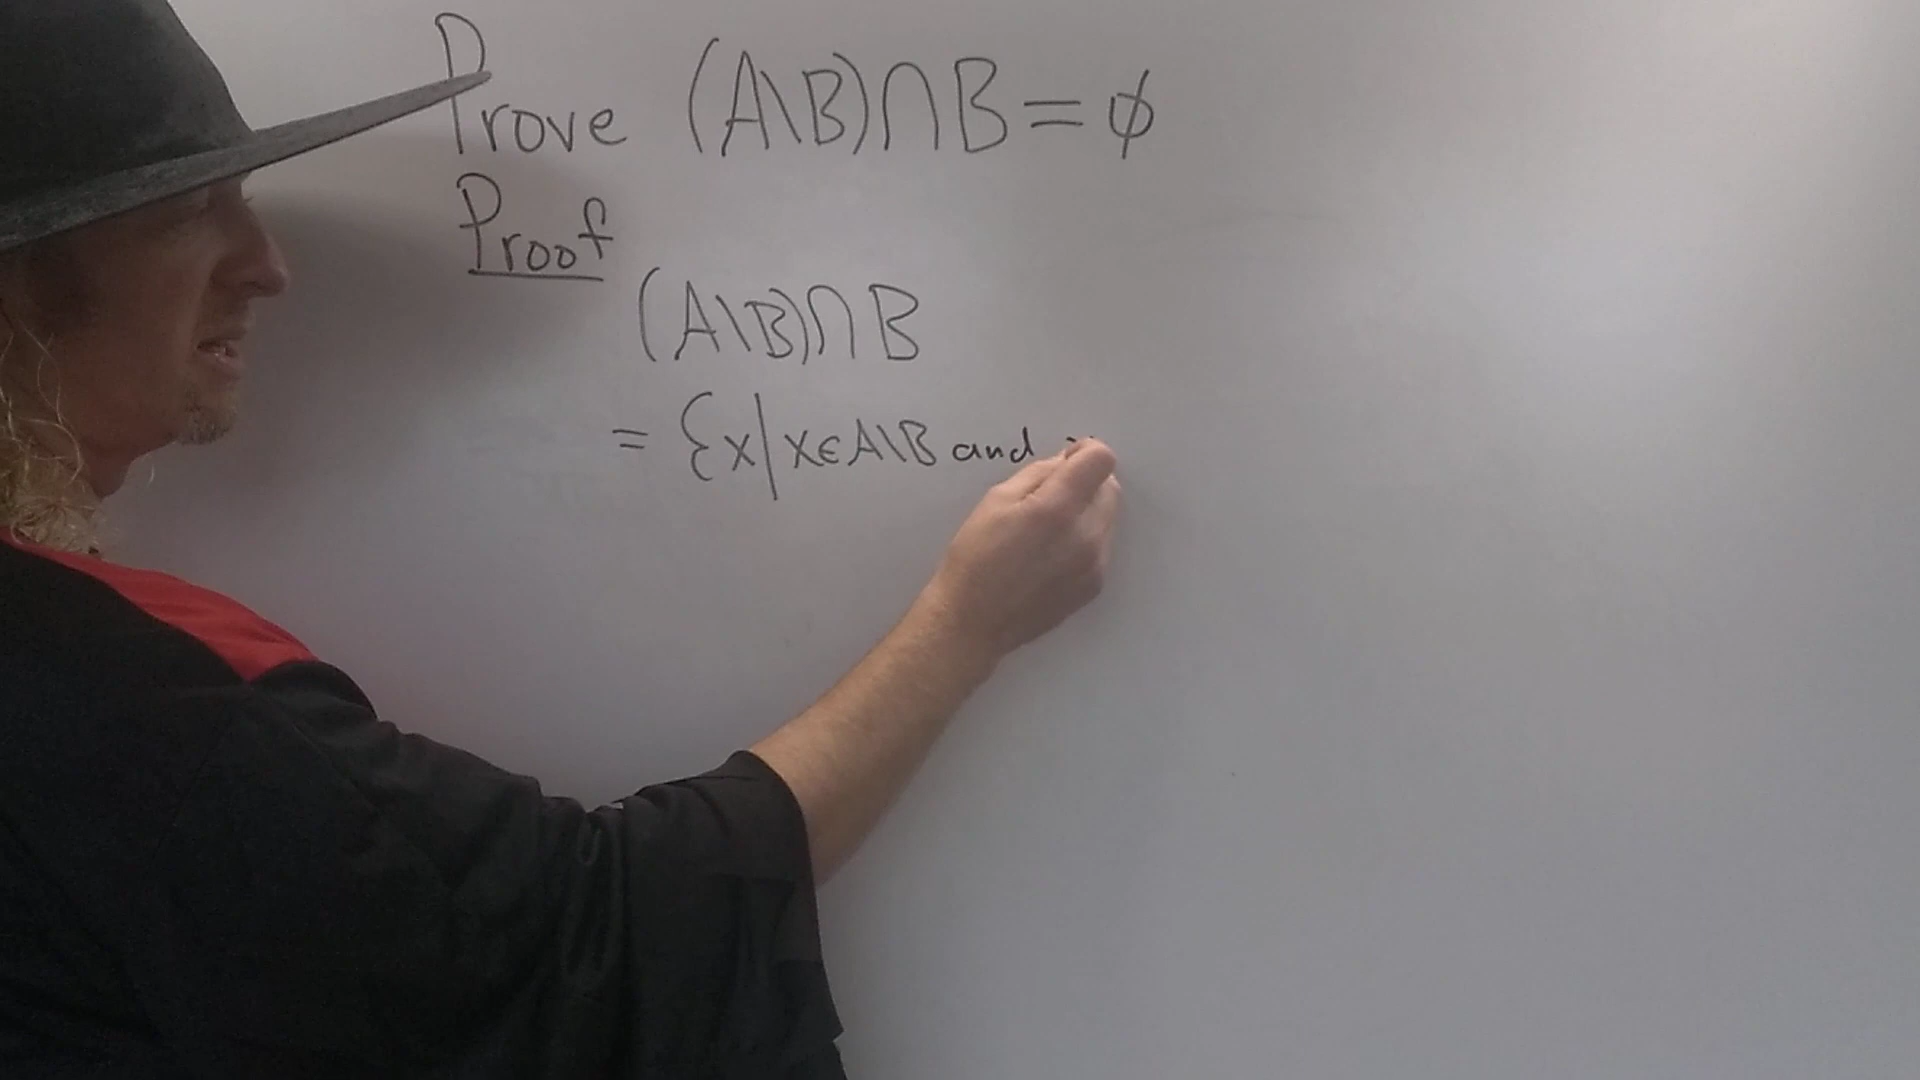 Prove (A\B)∩B=ϕ
Proof
(A\B)∩B
= {x|x∈A\B and